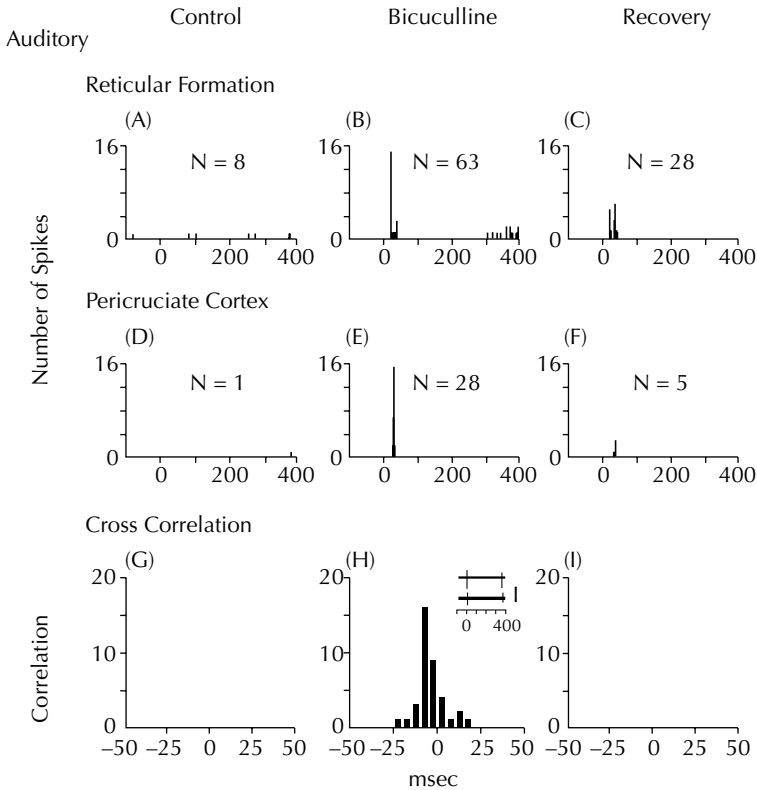 Control Bicuculline Recovery
Auditory
Reticular Formation
(A) (B) (C)
16 16 16
N = 8 N = 63 N = 28
0 0 0
0 200 400 0 200 400 0 200 400
Number of Spikes
Pericruciate Cortex
(D) (E) (F)
16 16 16
N = 1 N = 28 N = 5
0 0 0
0 200 400 0 200 400 0 200 400
Cross Correlation
(G) (H) (I)
20 20 20
0 400
10 10 10
Correlation
0 0 0
–50 –25 0 25 50 –50 –25 0 25 50 –50 –25 0 25 50
msec